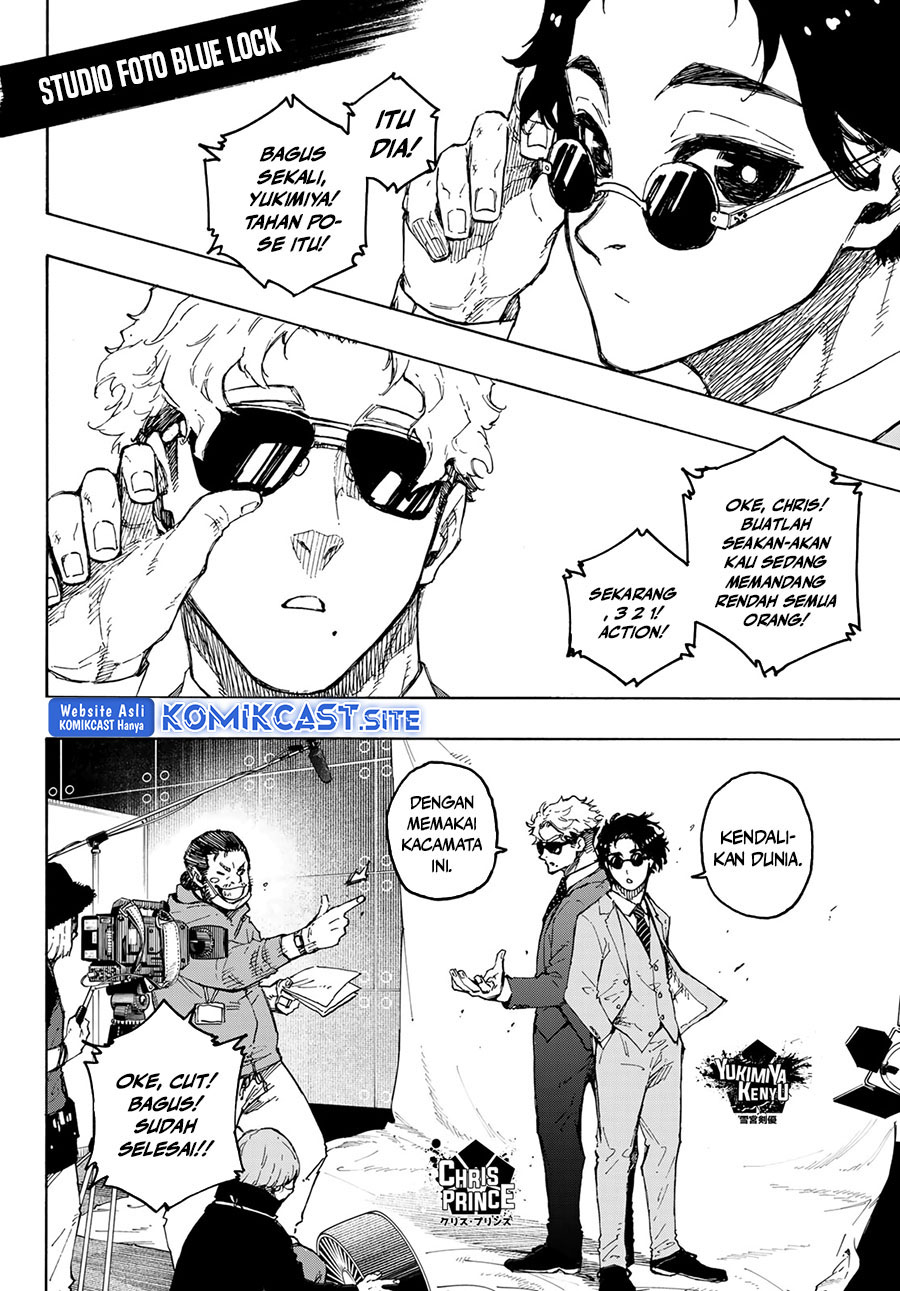 STUDIO FOTO BLUE LOCK
ITU
DIA!
BAGUS
SEKALI,
YUKIMIYA!
TAHAN PO-
SE ITU!
OKE, CHRIS!
BUATLAH
SEAKAN-AKAN
KAU SEDANG
MEMANDANG
RENDAH SEMUA
ORANG!
SEKARANG
, 3 2 1!
ACTION!
Website Asli
KOMIKCAST Hanya
KOMIKCAST.SITE
KENDALI-
KAN DUNIA.
DENGAN
MEMAKAI
KACAMATA
INI.
YUKIMIYA
KENYU
雪宮剣優
OKE, CUT!
BAGUS!
SUDAH
SELESAI!!
CHRIS
PRINCE
クリス・プリンス